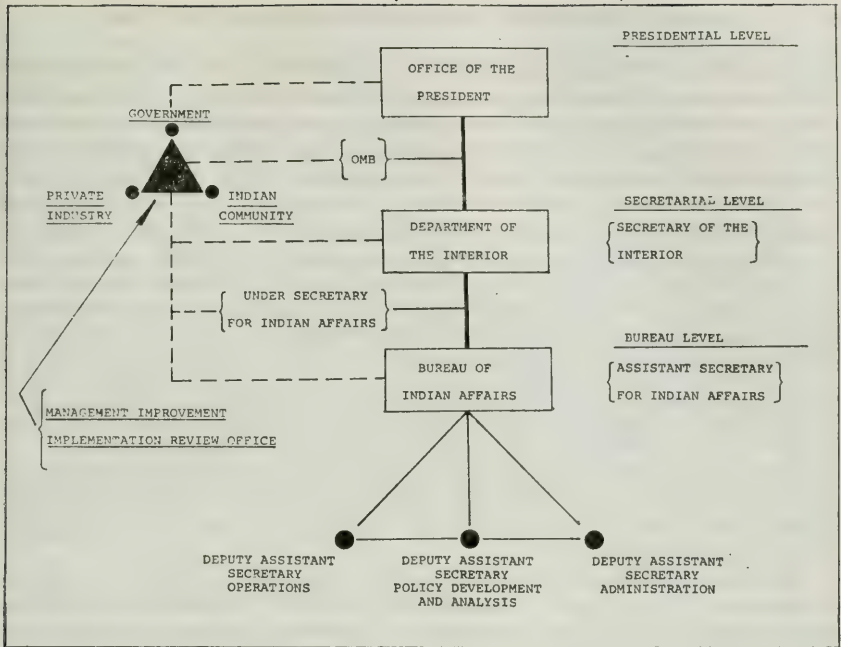 PRESIDENTIAL LEVEL
OFFICE OF THE
PRESIDENT
GOVERNMENT
OMB
PRIVATE
INDUSTRY
INDIAN
COMMUNITY
SECRETARIAL LEVEL
DEPARTMENT OF
THE INTERIOR
SECRETARY OF THE
INTERIOR
UNDER SECRETARY
FOR INDIAN AFFAIRS
BUREAU LEVEL
BUREAU OF
INDIAN AFFAIRS
ASSISTANT SECRETARY
FOR INDIAN AFFAIRS
MANAGEMENT IMPROVEMENT
IMPLEMENTATION REVIEW OFFICE
DEPUTY ASSISTANT
SECRETARY
OPERATIONS
DEPUTY ASSISTANT
SECRETARY
POLICY DEVELOPMENT
AND ANALYSIS
DEPUTY ASSISTANT
SECRETARY
ADMINISTRATION